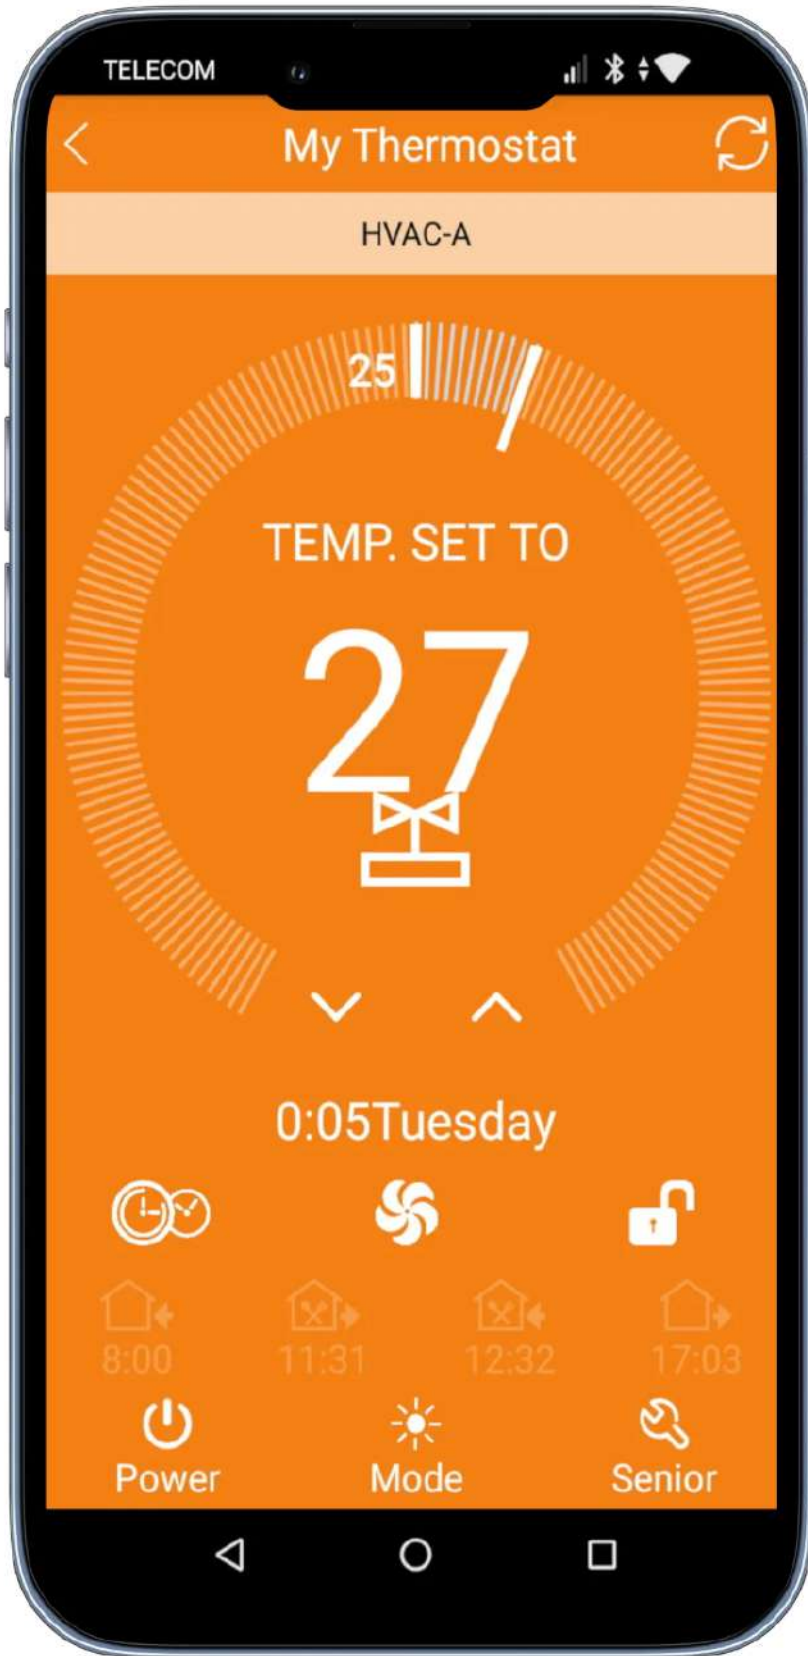 TELECOM
My Thermostat
HVAC-A
25
TEMP. SET TO
27
0:05Tuesday
8:00 11:31 12:32 17:03
Power Mode Senior